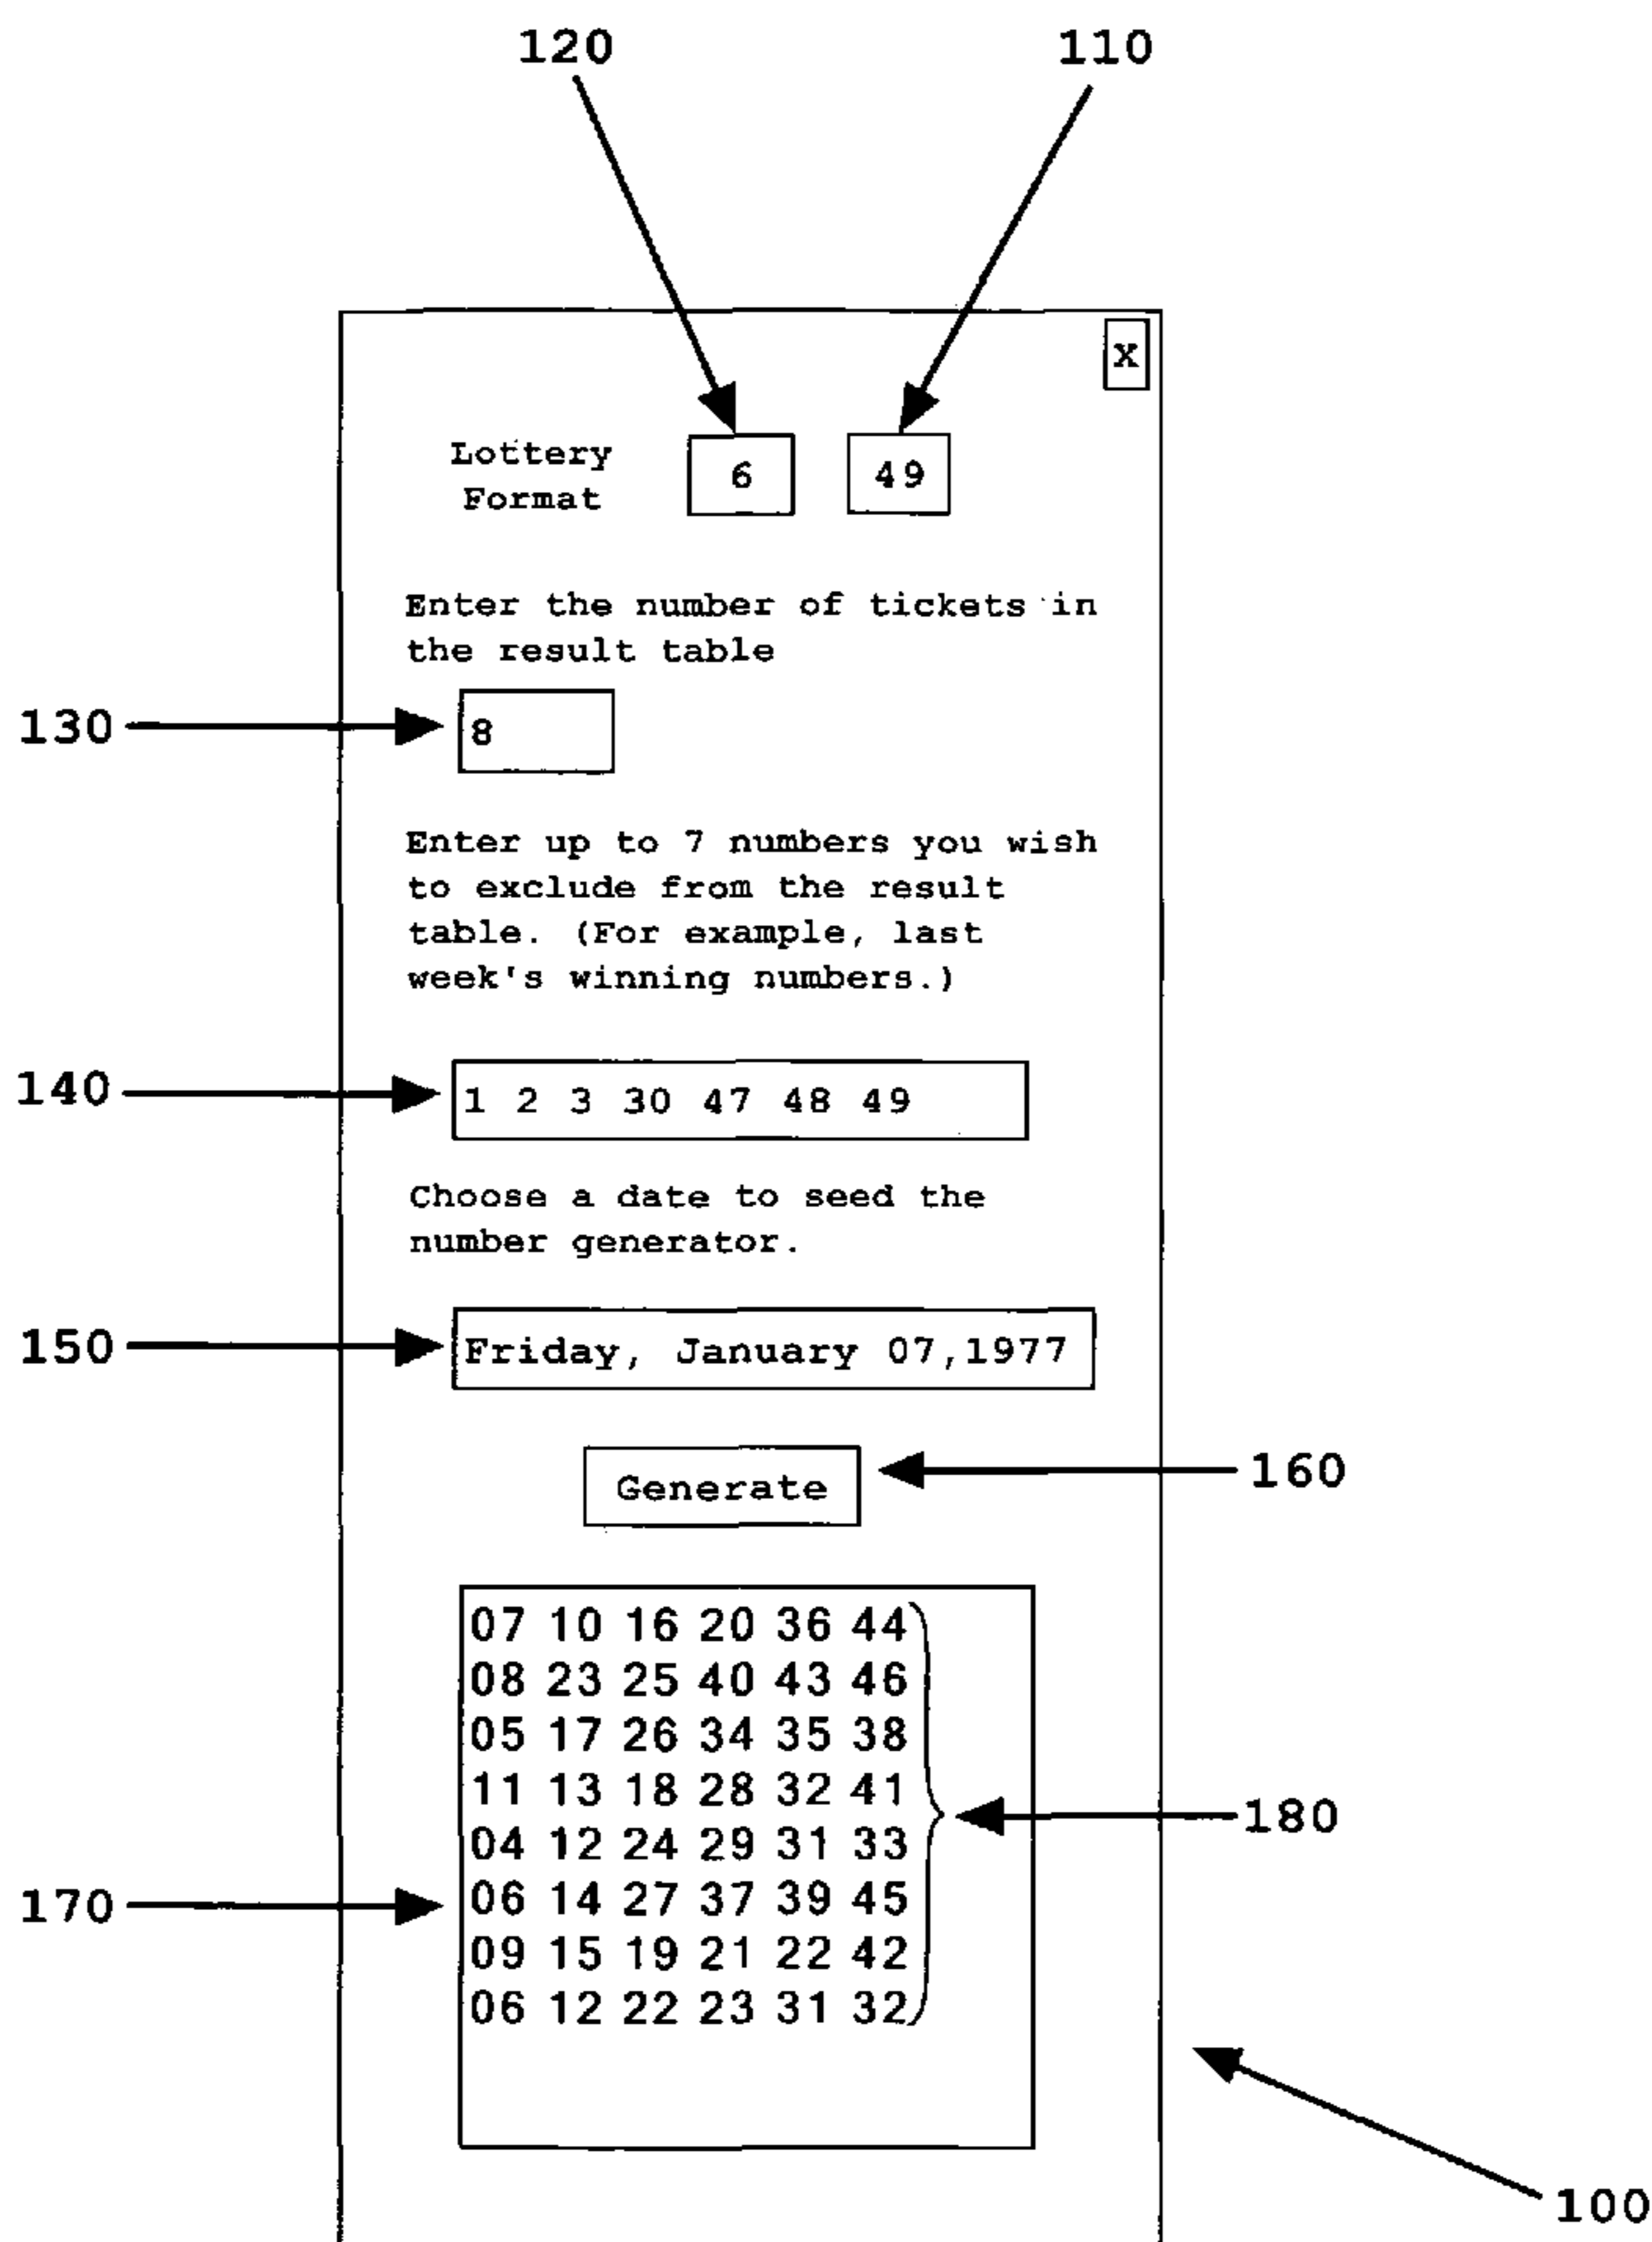 120 110
X
Lottery
Format
6 49
Enter the number of tickets in
the result table
130 8
Enter up to 7 numbers you wish
to exclude from the result
table. (For example, last
week's winning numbers.)
140 1 2 3 30 47 48 49
Choose a date to seed the
number generator.
150 Friday, January 07,1977
Generate 160
07 10 16 20 36 44
08 23 25 40 43 46
05 17 26 34 35 38
11 13 18 28 32 41
180
04 12 24 29 31 33
170 06 14 27 37 39 45
09 15 19 21 22 42
06 12 22 23 31 32
100